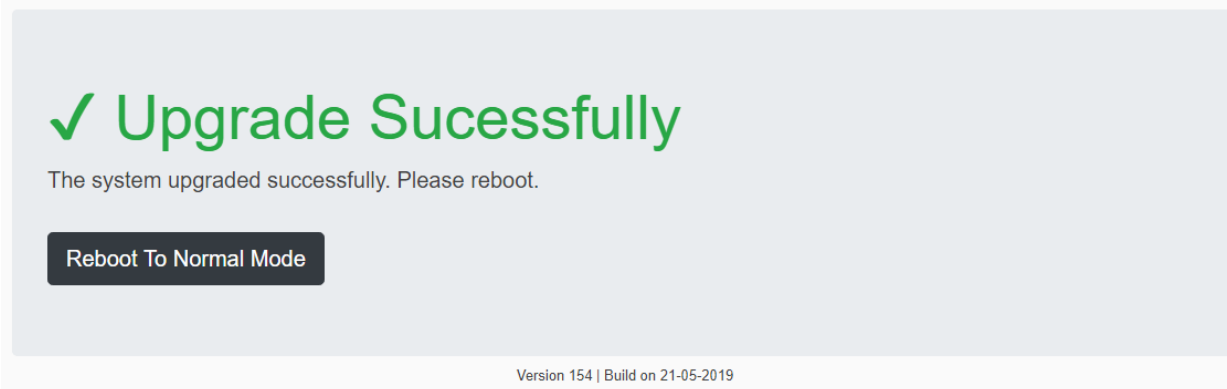 ✓ Upgrade Sucessfully
The system upgraded successfully. Please reboot.
Reboot To Normal Mode
Version 154 | Build on 21-05-2019